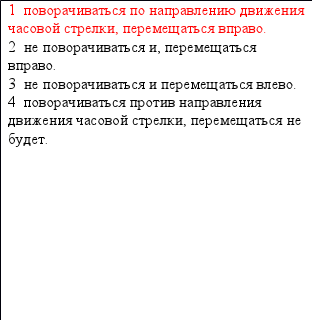 1 поворачиваться по направлению движения
часовой стрелки, перемещаться вправо.
2 не поворачиваться и, перемещаться
вправо.
3 не поворачиваться и перемещаться влево.
4 поворачиваться против направления
движения часовой стрелки, перемещаться не
будет.